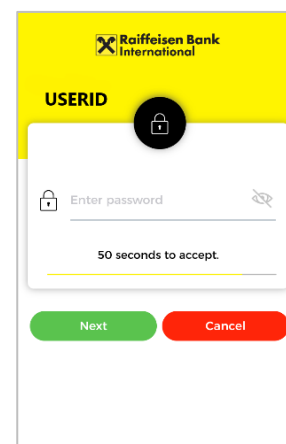 Raiffeisen Bank
International
USERID
Enter password
50 seconds to accept.
Next
Cancel